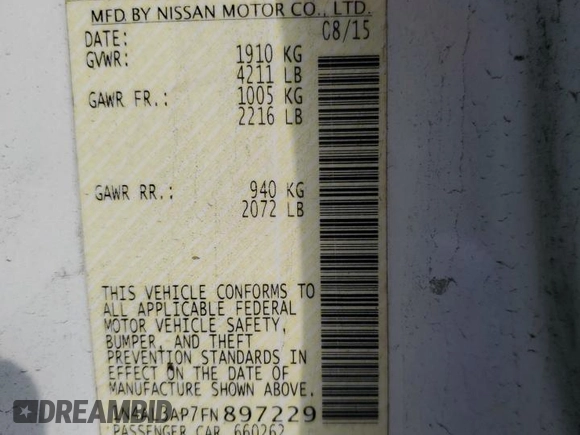 MFD. BY NISSAN MOTOR CO., LTD.
DATE: 08/15
GVWR: 1910 KG
4211 LB
GAWR FR.: 1005 KG
2216 LB
GAWR RR.: 940 KG
2072 LB
THIS VEHICLE CONFORMS TO
ALL APPLICABLE FEDERAL
MOTOR VEHICLE SAFETY,
BUMPER, AND THEFT
PREVENTION STANDARDS IN
EFFECT ON THE DATE OF
MANUFACTURE SHOWN ABOVE.
897229
PASSENGER CAR 660262
DREAMBID